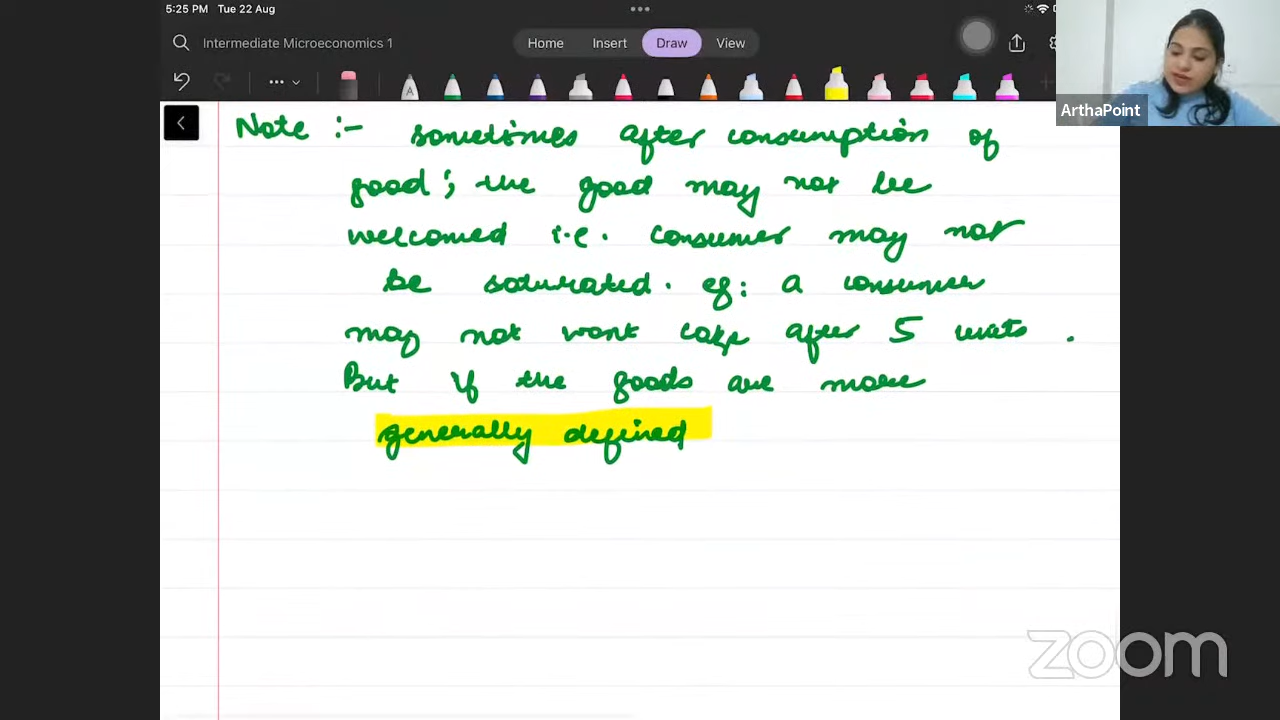 5:25 PM Tue 22 Aug
Intermediate Microeconomics 1
Home Insert Draw View
ArthaPoint
Note :- sometimes after consumption of
good ; the good may not be
welcomed i.e. consumer may not
be saturated. eg: a consumer
may not want cake after 5 units .
But if the goods are more
generally defined
zoom